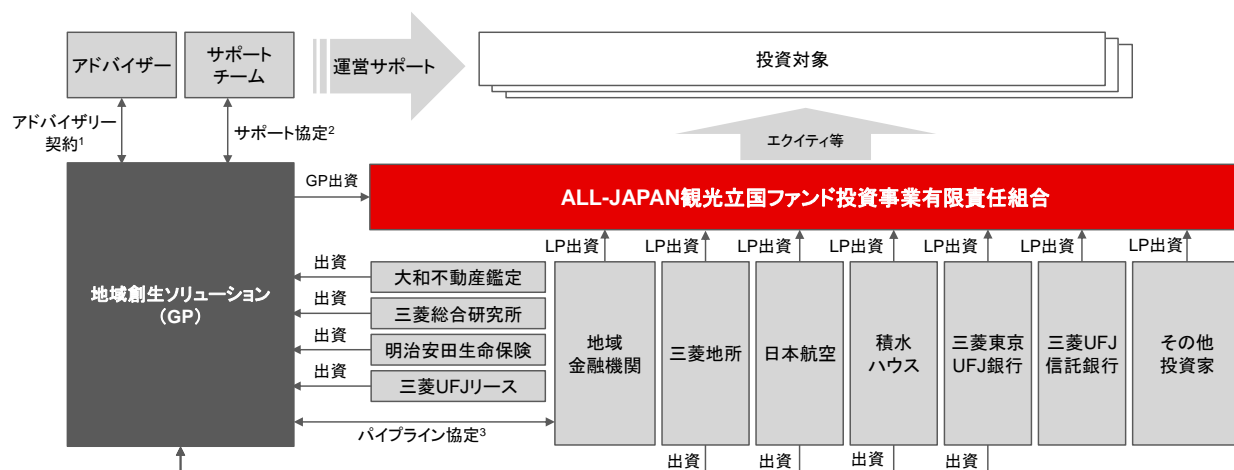 アドバイザー
サポート
チーム
運営サポート
投資対象
アドバイザリー
契約1
サポート協定2
エクイティ等
GP出資
ALL-JAPAN観光立国ファンド投資事業有限責任組合
LP出資
LP出資
LP出資
LP出資
LP出資
LP出資
LP出資
地域創生ソリューション
（GP）
出資
大和不動産鑑定
出資
三菱総合研究所
出資
明治安田生命保険
出資
三菱UFJリース
地域
金融機関
三菱地所
日本航空
積水
ハウス
三菱東京
UFJ銀行
三菱UFJ
信託銀行
その他
投資家
パイプライン協定3
出資
出資
出資
出資